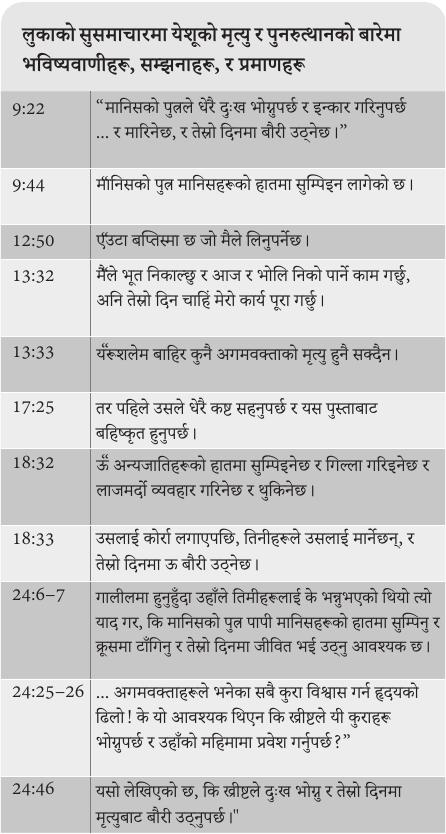 लुकाको सुसमाचारमा येशूको मृत्यु र पुनरुत्थानको बारेमा
भविष्यवाणीहरू, सम्झनाहरू, र प्रमाणहरू
9:22 “मानिसको पुत्रले धेरै दुःख भोग्नुपर्छ र इन्कार गरिनुपर्छ
... र मारिनेछ, र तेस्रो दिनमा बौरी उठ्नेछ।”
9:44 “मानिसको पुत्र मानिसहरूको हातमा सुम्पिइन लागेको छ।
12:50 “एउटा बप्तिस्मा छ जो मैले लिनुपर्नेछ।
13:32 “मैले भूत निकाल्छु र आज र भोलि निको पार्ने काम गर्छु,
अनि तेस्रो दिन चाहिं मेरो कार्य पूरा गर्छु।
13:33 “यरूशलेम बाहिर कुनै अगमवक्ताको मृत्यु हुनै सक्दैन।
17:25 तर पहिले उसले धेरै कष्ट सहनुपर्छ र यस पुस्ताबाट
बहिष्कृत हुनुपर्छ।
18:32 “ऊ अन्यजातिहरूको हातमा सुम्पिइनेछ र गिल्ला गरिइनेछ र
लाजमर्दो व्यवहार गरिनेछ र थुकिनेछ।
18:33 उसलाई कोर्रा लगाएपछि, तिनीहरूले उसलाई मार्नेछन्, र
तेस्रो दिनमा ऊ बौरी उठ्नेछ।
24:6–7 गालीलमा हुनुहुँदा उहाँले तिमीहरूलाई के भन्नुभएको थियो त्यो
याद गर, कि मानिसको पुत्र पापी मानिसहरूको हातमा सुम्पिनु र
क्रूसमा टाँगिनु र तेस्रो दिनमा जीवित भई उठ्नु आवश्यक छ।
24:25–26 ... अगमवक्ताहरूले भनेका सबै कुरा विश्वास गर्न हृदयको
ढिलो! के यो आवश्यक थिएन कि ख्रीष्टले यी कुराहरू
भोग्नुपर्छ र उहाँको महिमामा प्रवेश गर्नुपर्छ?”
24:46 यसो लेखिएको छ, कि ख्रीष्टले दुःख भोग्नु र तेस्रो दिनमा
मृत्युबाट बौरी उठ्नुपर्छ।"